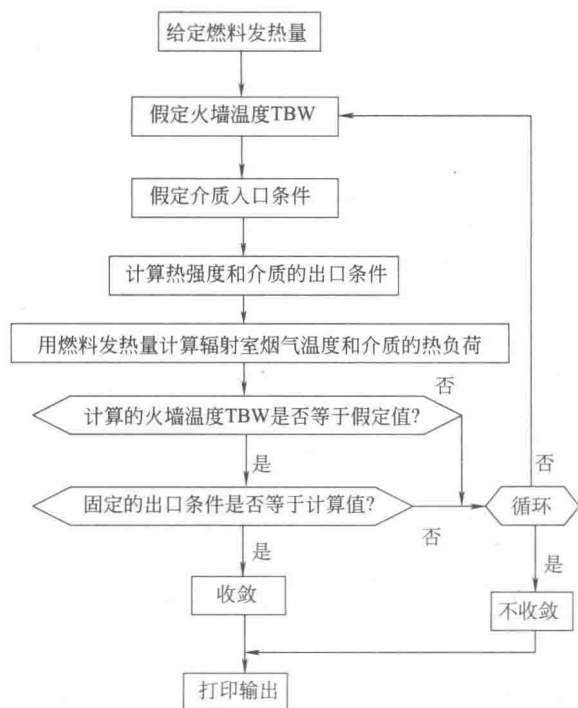 给定燃料发热量
假定火墙温度TBW
假定介质入口条件
计算热强度和介质的出口条件
用燃料发热量计算辐射室烟气温度和介质的热负荷
否
计算的火墙温度TBW是否等于假定值?
是
否
固定的出口条件是否等于计算值?
循环
否
是
是
收敛
不收敛
打印输出